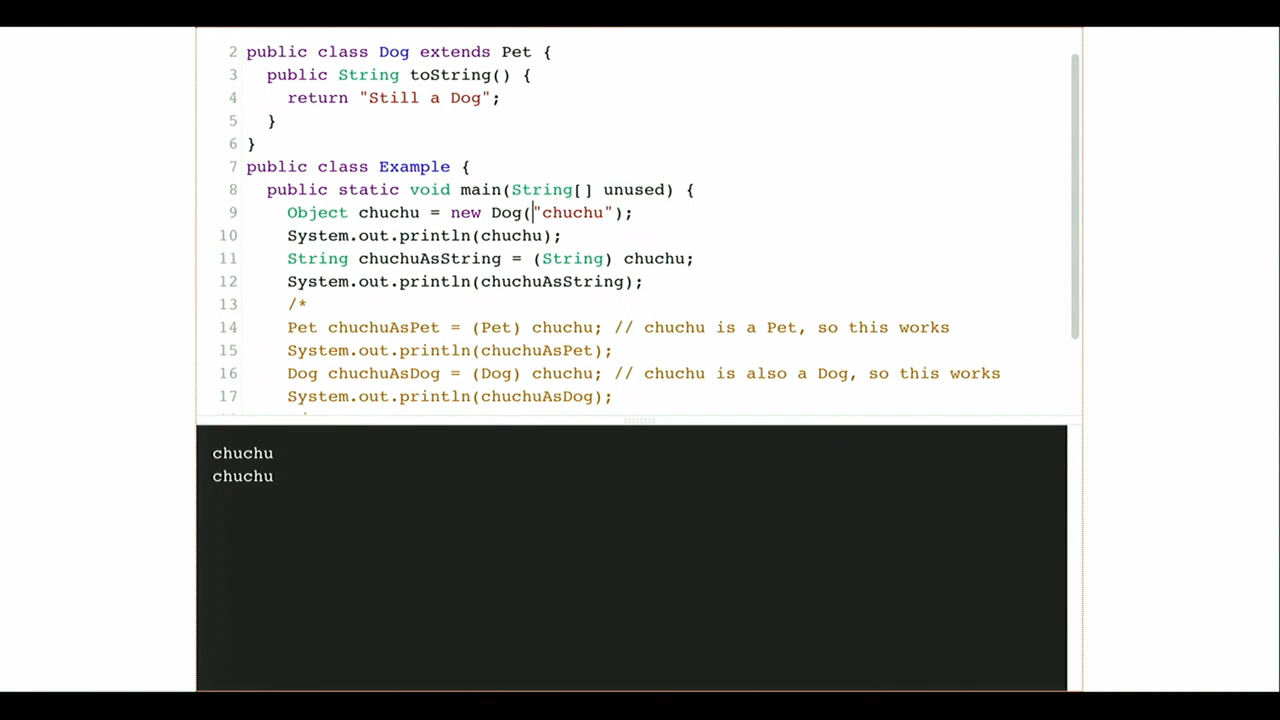 2 public class Dog extends Pet {
3 public String toString() {
4 return "Still a Dog";
5 }
6 }
7 public class Example {
8 public static void main(String[] unused) {
9 Object chuchu = new Dog("chuchu");
10 System.out.println(chuchu);
11 String chuchuAsString = (String) chuchu;
12 System.out.println(chuchuAsString);
13 /*
14 Pet chuchuAsPet = (Pet) chuchu; // chuchu is a Pet, so this works
15 System.out.println(chuchuAsPet);
16 Dog chuchuAsDog = (Dog) chuchu; // chuchu is also a Dog, so this works
17 System.out.println(chuchuAsDog);
chuchu
chuchu